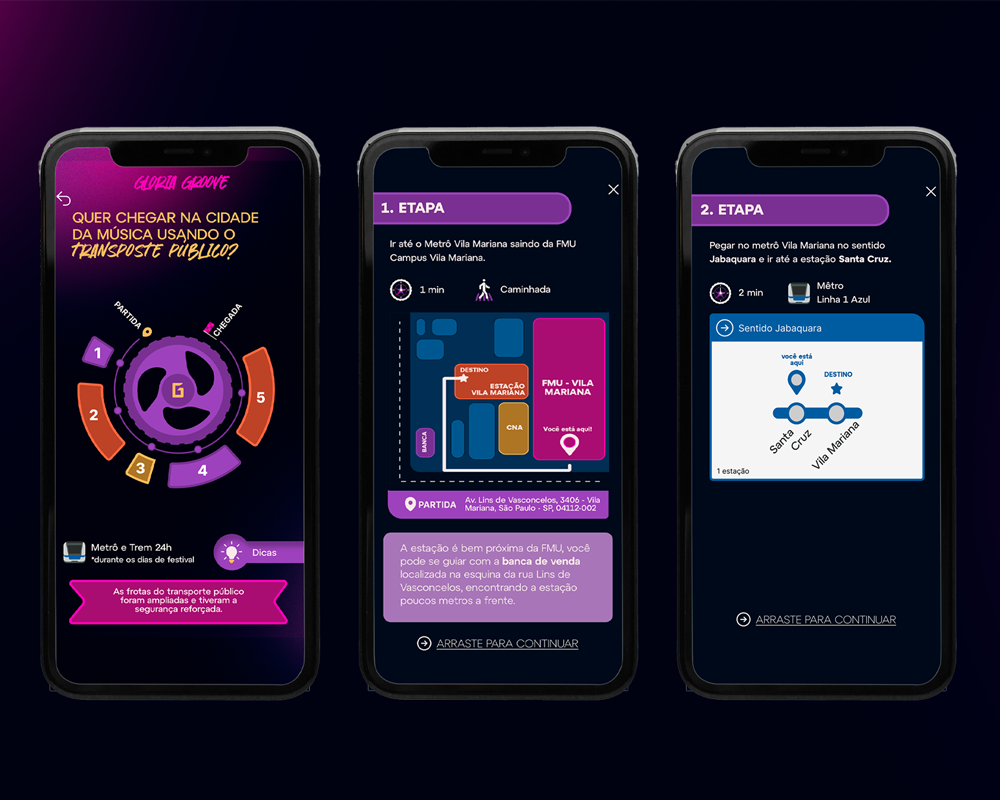 GLORIA GROOVE
QUER CHEGAR NA CIDADE
DA MÚSICA USANDO O
TRANSPOSTE PÚBLICO?
PARTIDA
CHEGADA
1
2
3
4
5
G
Metrô e Trem 24h
*durante os dias de festival
Dicas
As frotas do transporte público
foram ampliadas e tiveram a
segurança reforçada.
1. ETAPA
Ir até o Metrô Vila Mariana saindo da FMU
Campus Vila Mariana.
1 min
Caminhada
DESTINO
ESTAÇÃO
VILA MARIANA
FMU - VILA
MARIANA
CNA
BANCA
Você está aqui!
PARTIDA
Av. Lins de Vasconcelos, 3406 - Vila
Mariana, São Paulo - SP, 04112-002
A estação é bem próxima da FMU, você
pode se guiar com a banca de venda
localizada na esquina da rua Lins de
Vasconcelos, encontrando a estação
poucos metros a frente.
ARRASTE PARA CONTINUAR
2. ETAPA
Pegar no metrô Vila Mariana no sentido
Jabaquara e ir até a estação Santa Cruz.
2 min
Mêtro
Linha 1 Azul
Sentido Jabaquara
você está
aqui
DESTINO
Santa
Cruz
Vila Mariana
1 estação
ARRASTE PARA CONTINUAR